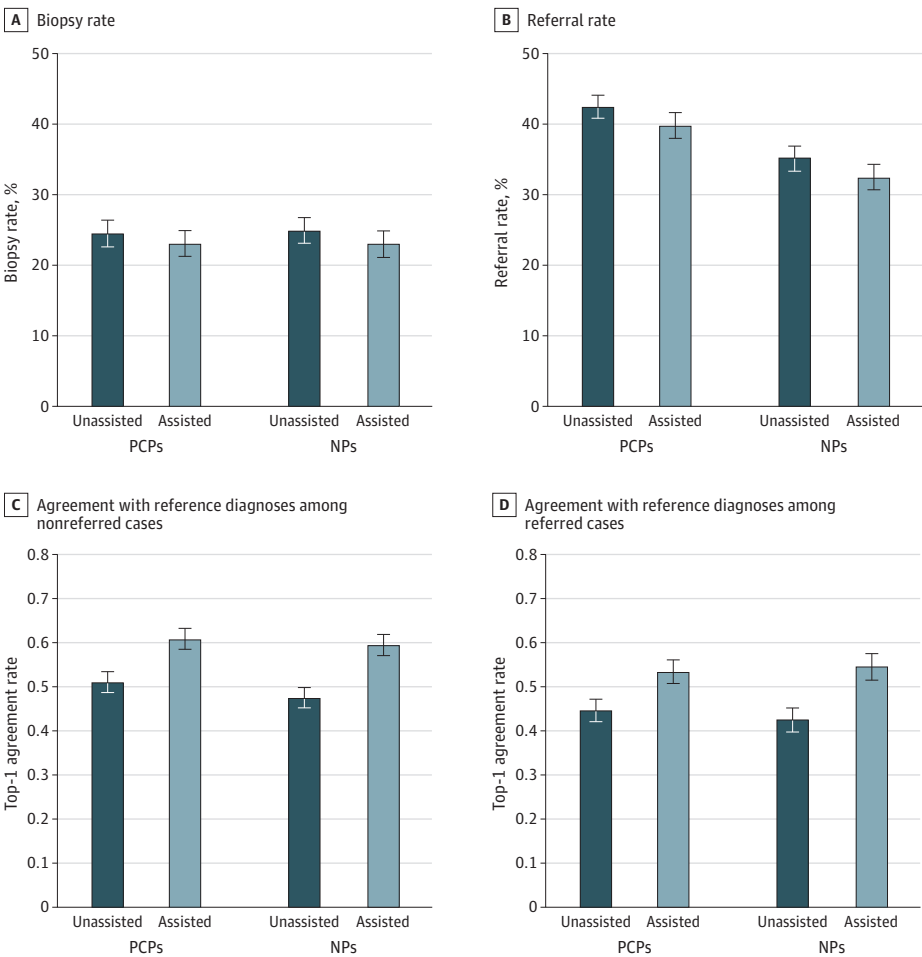 A Biopsy rate
50
40
30
20
10
0
Biopsy rate, %
Unassisted Assisted Unassisted Assisted
PCPs NPs
B Referral rate
50
40
30
20
10
0
Referral rate, %
Unassisted Assisted Unassisted Assisted
PCPs NPs
C Agreement with reference diagnoses among
nonreferred cases
0.8
0.7
0.6
0.5
0.4
0.3
0.2
0.1
0
Top-1 agreement rate
Unassisted Assisted Unassisted Assisted
PCPs NPs
D Agreement with reference diagnoses among
referred cases
0.8
0.7
0.6
0.5
0.4
0.3
0.2
0.1
0
Top-1 agreement rate
Unassisted Assisted Unassisted Assisted
PCPs NPs